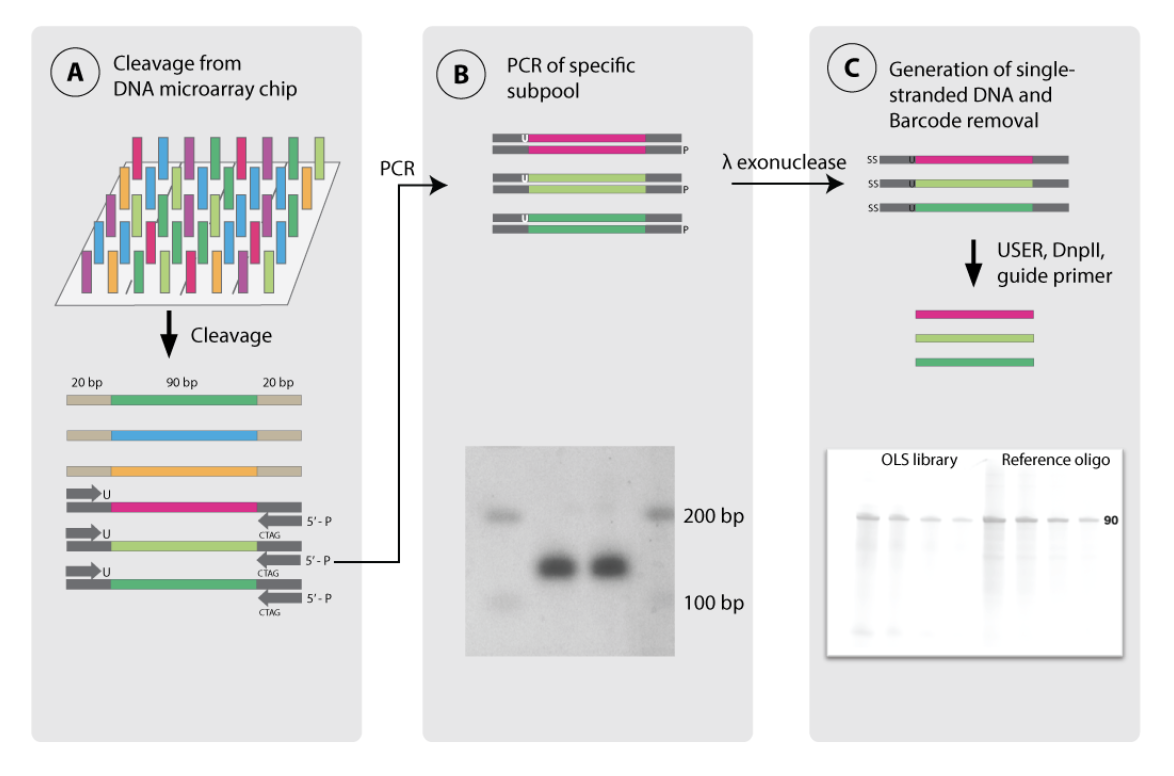 A
Cleavage from
DNA microarray chip
Cleavage
20 bp 90 bp 20 bp
U
5' - P
CTAG
U
5' - P
CTAG
U
5' - P
CTAG
PCR
B
PCR of specific
subpool
U
P
U
P
U
P
200 bp
100 bp
λ exonuclease
C
Generation of single-
stranded DNA and
Barcode removal
SS U
SS U
SS U
USER, DnpII,
guide primer
OLS library Reference oligo
90